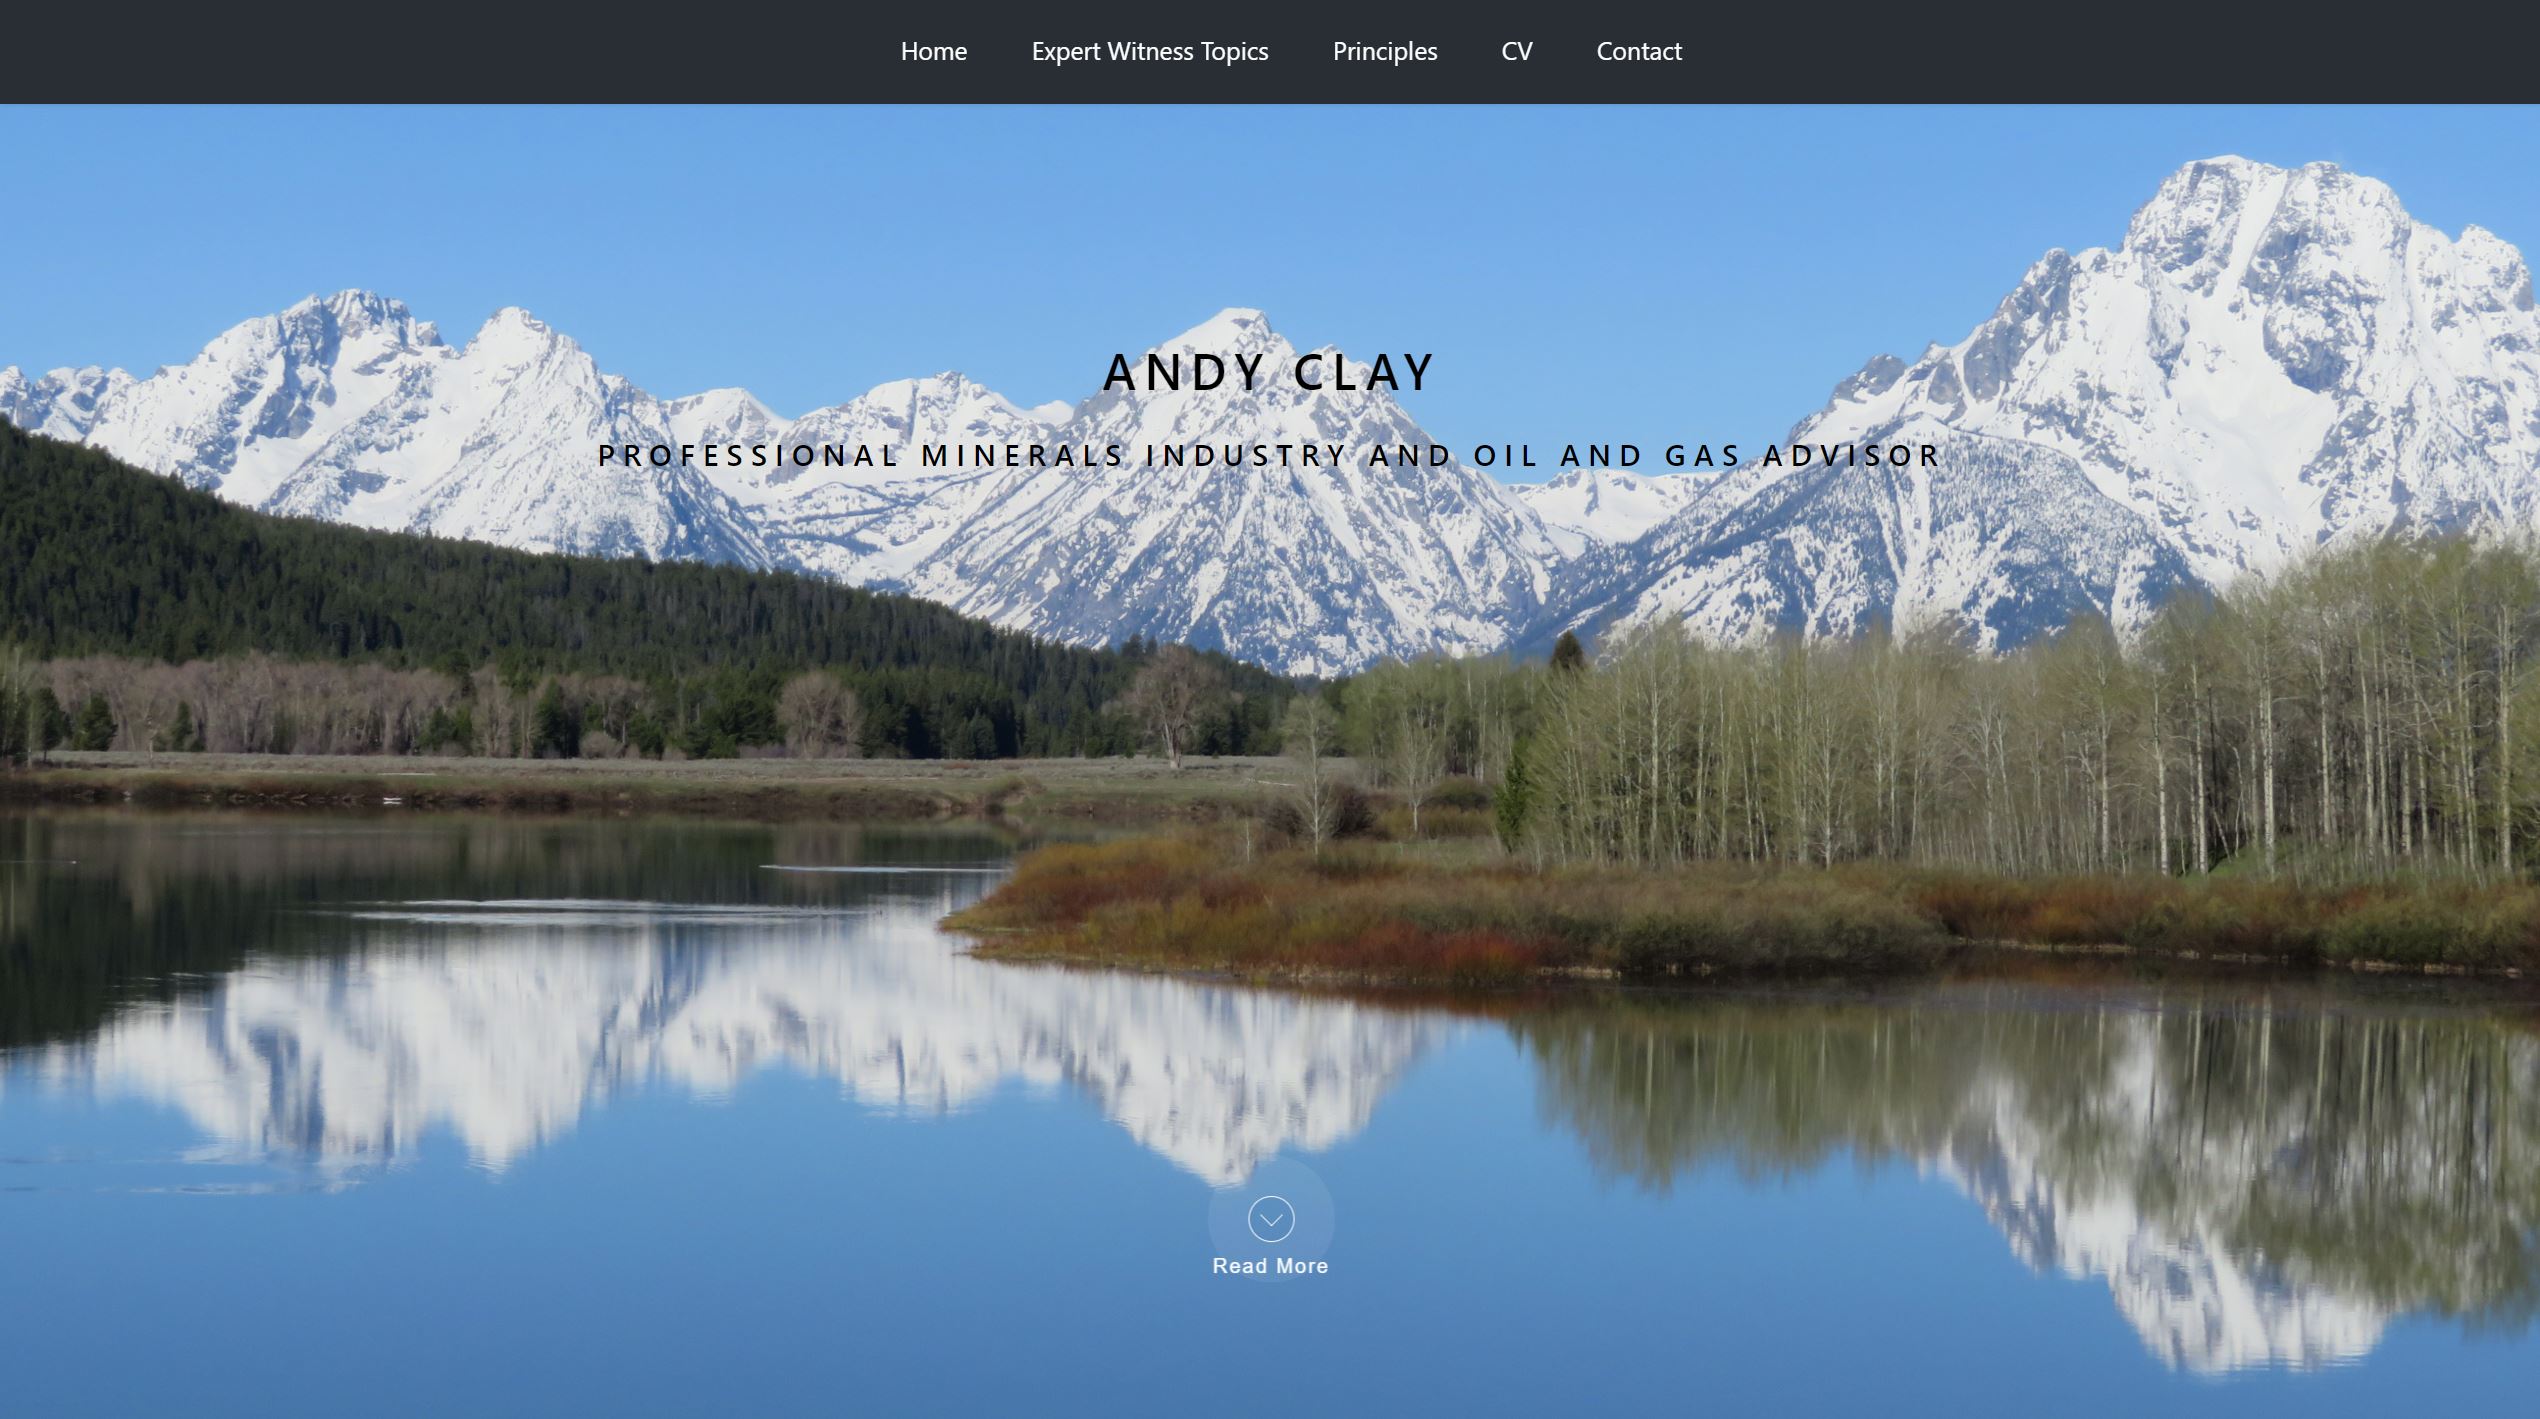 Home Expert Witness Topics Principles CV Contact
ANDY CLAY
PROFESSIONAL MINERALS INDUSTRY AND OIL AND GAS ADVISOR
Read More